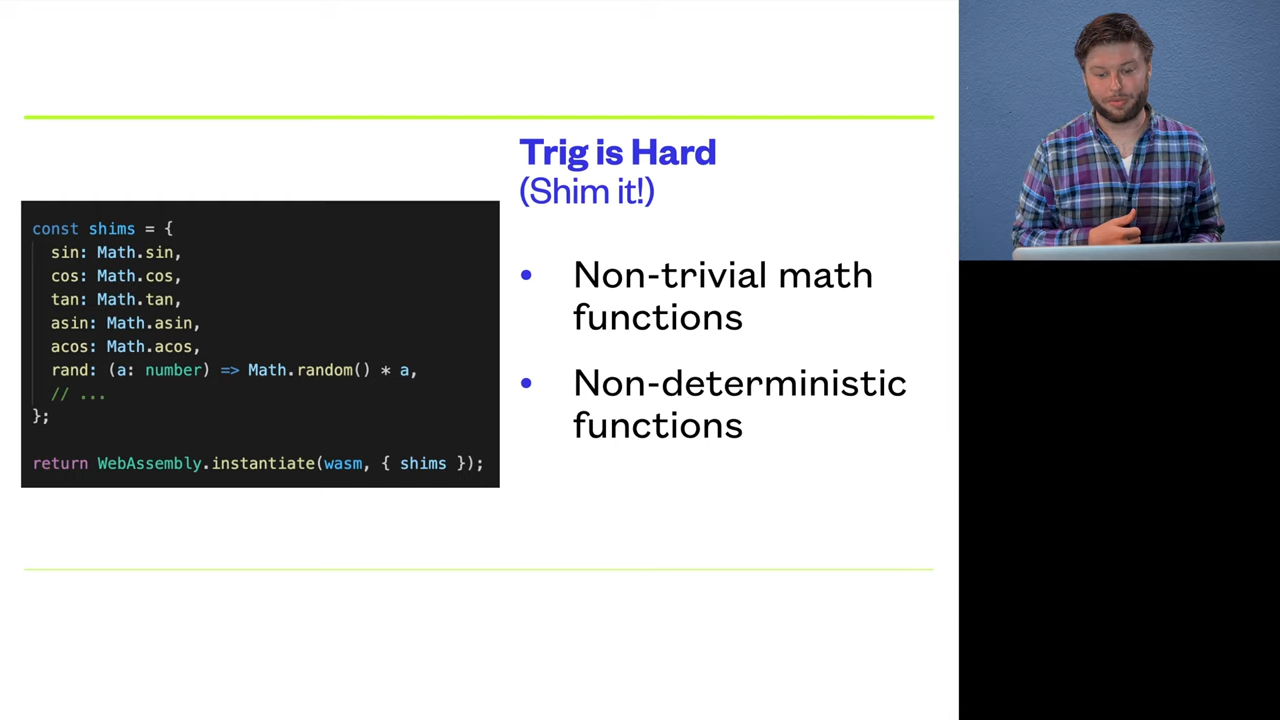 Trig is Hard
(Shim it!)
const shims = {
sin: Math.sin,
cos: Math.cos,
tan: Math.tan,
asin: Math.asin,
acos: Math.acos,
rand: (a: number) => Math.random() * a,
// ...
};
return WebAssembly.instantiate(wasm, { shims });
• Non-trivial math
functions
• Non-deterministic
functions